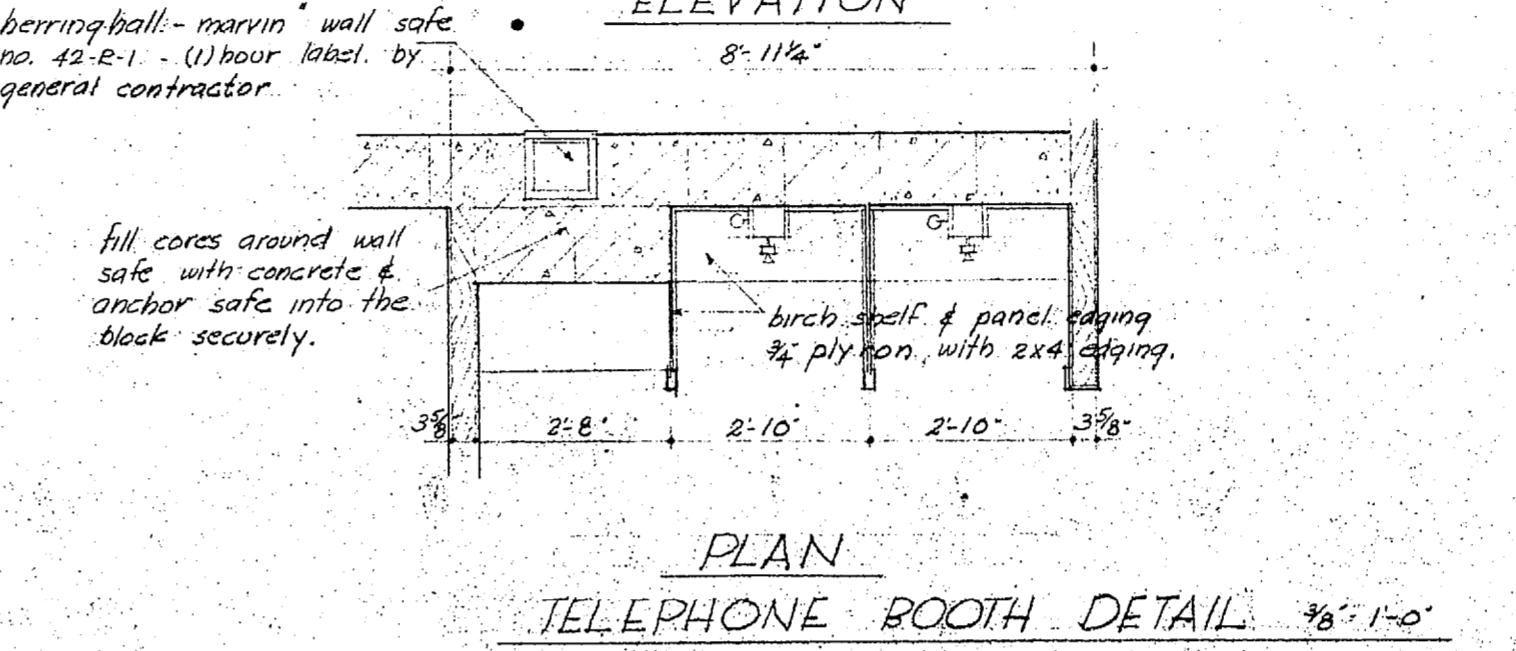 ELEVATION
herring-hall - marvin" wall safe
no. 42-R-1 - (1) hour label. by
general contractor
8'-11¼"
fill cores around wall
safe with concrete &
anchor safe into the
block securely.
birch shelf & panel edging
¾" plyron with 2x4 edging.
3⅝" 2'-8" 2'-10" 2'-10" 3⅝"
PLAN
TELEPHONE BOOTH DETAIL ⅜" = 1'-0"